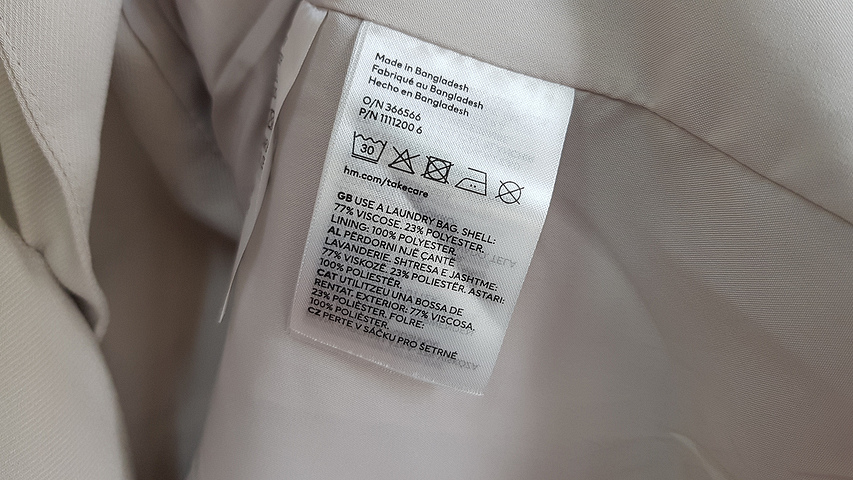 Made in Bangladesh
Fabriqué au Bangladesh
Hecho en Bangladesh
O/N 366566
P/N 1111200 6
30
hm.com/takecare
GB USE A LAUNDRY BAG. SHELL:
77% VISCOSE. 23% POLYESTER.
LINING: 100% POLYESTER.
AL PËRDORNI NJË ÇANTË
LAVANDERIE. SHTRESA E JASHTME:
77% VISKOZË. 23% POLIESTËR. ASTARI:
100% POLIESTËR.
CAT UTILITZEU UNA BOSSA DE
RENTAT. EXTERIOR: 77% VISCOSA.
23% POLIÈSTER. FOLRE:
100% POLIÈSTER.
CZ PERTE V SÁČKU PRO ŠETRNÉ